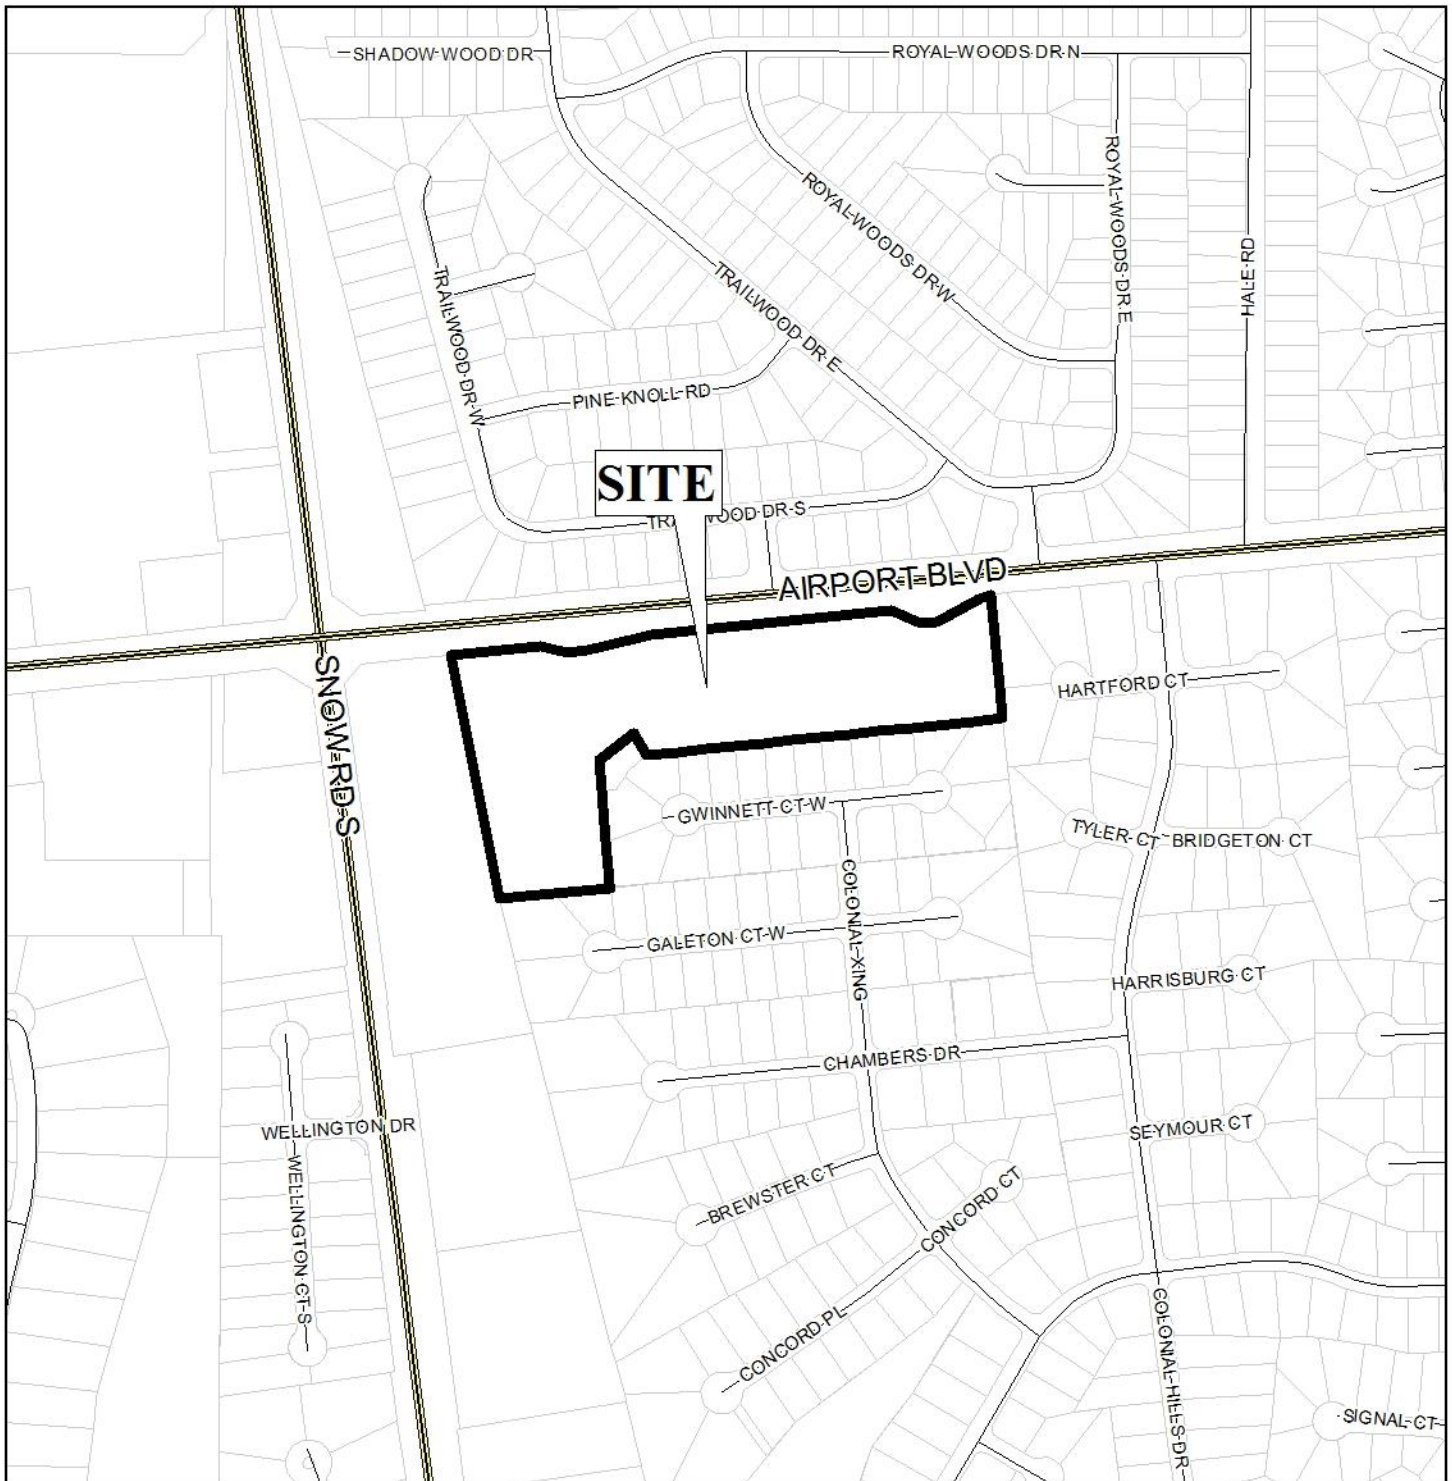 SHADOW WOOD DR
ROYAL WOODS DR N
ROYAL WOODS DR W
ROYAL WOODS DR E
HALE RD
TRAILWOOD DR W
TRAILWOOD DR E
PINE KNOLL RD
SITE
WOOD DR S
AIRPORT BLVD
SNOW RD S
HARTFORD CT
GWINNETT CT W
TYLER CT
BRIDGETON CT
COLONIAL XING
GALETON CT W
HARRISBURG CT
CHAMBERS DR
WELLINGTON DR
SEYMOUR CT
WELLINGTON CT S
BREWSTER CT
CONCORD CT
CONCORD PL
COLONIAL HILLS DR
SIGNAL CT